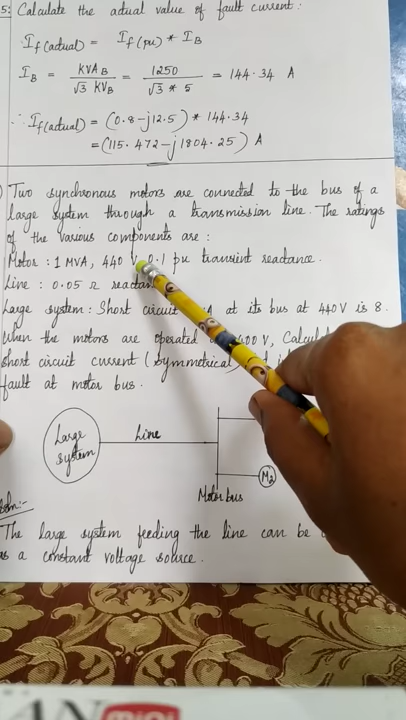 5: Calculate the actual value of fault current:
If(actual) = If(pu) * IB
IB = KVAB / √3 KVB = 1250 / √3 * 5 = 144.34 A
∴ If(actual) = (0.8-j12.5) * 144.34
= (115.472-j1804.25) A
) Two synchronous motors are connected to the bus of a
large system through a transmission line. The ratings
of the various components are:
Motor: 1 MVA, 440 V, 0.1 pu transient reactance.
Line: 0.05 Ω
Large system: Short circuit A at its bus at 440V is 8.
When the motors are operated 400 V,
short circuit current (symmetrical)
fault at motor bus.
Large system
Line
Motor bus
M2
Soln:-
The large system feeding the line can be
as a constant voltage source.